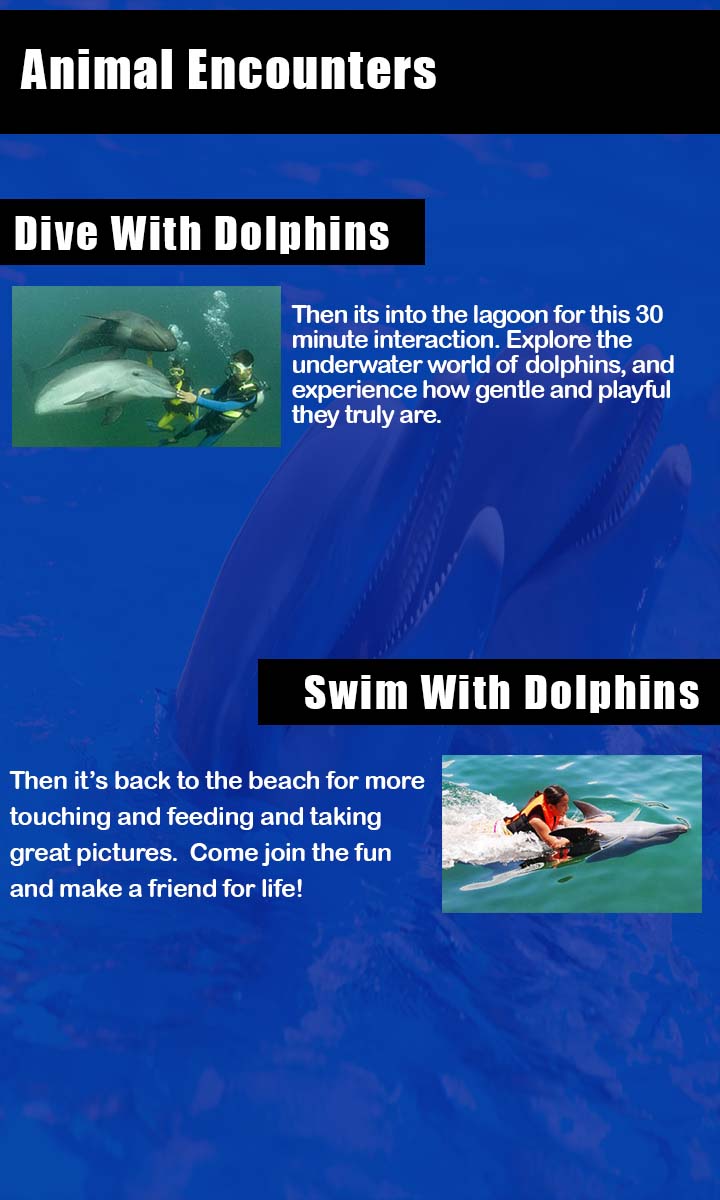 Animal Encounters
Dive With Dolphins
Then its into the lagoon for this 30
minute interaction. Explore the
underwater world of dolphins, and
experience how gentle and playful
they truly are.
Swim With Dolphins
Then it’s back to the beach for more
touching and feeding and taking
great pictures.  Come join the fun
and make a friend for life!